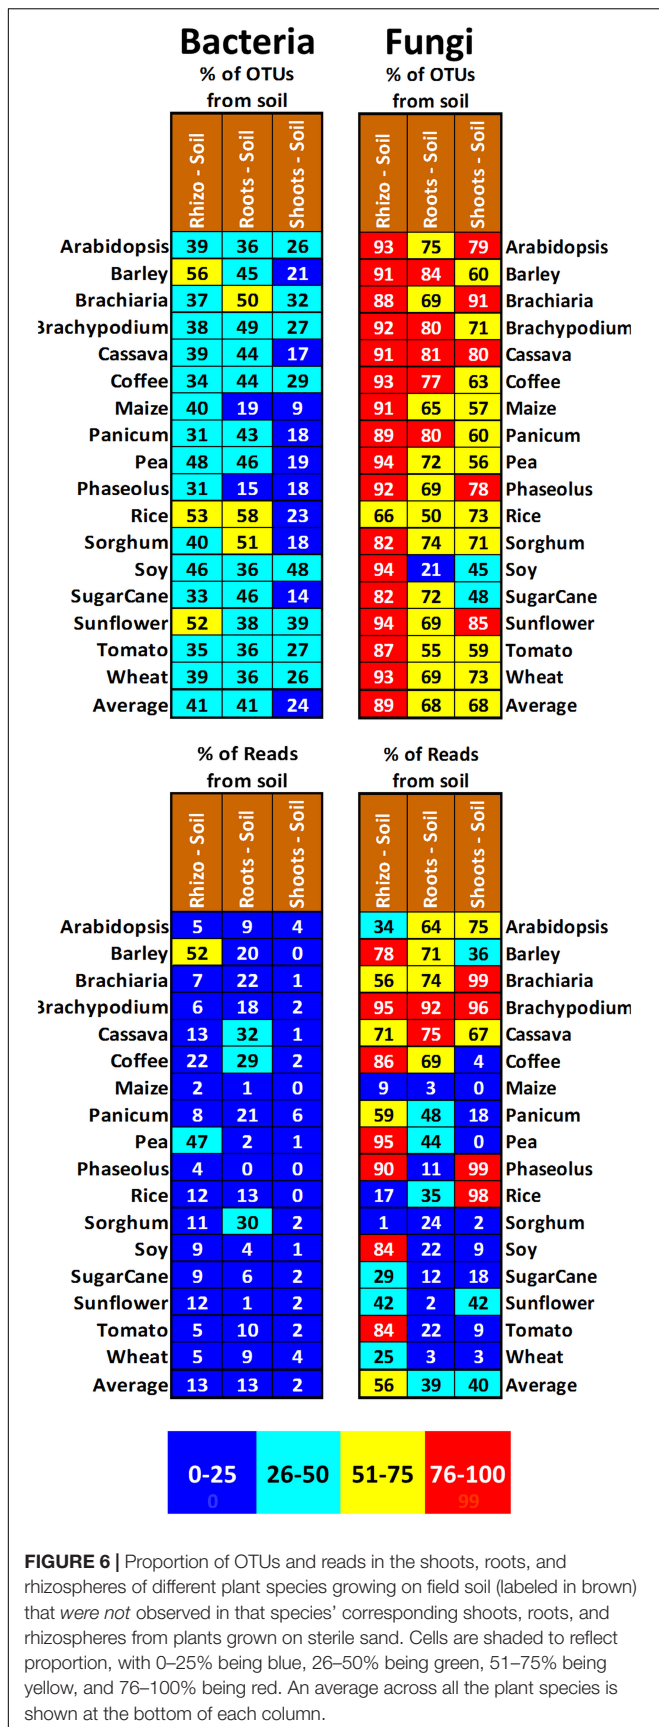 Bacteria Fungi
% of OTUs % of OTUs
from soil from soil
Rhizo - Soil Roots - Soil Shoots - Soil Rhizo - Soil Roots - Soil Shoots - Soil
Arabidopsis 39 36 26 93 75 79 Arabidopsis
Barley 56 45 21 91 84 60 Barley
Brachiaria 37 50 32 88 69 91 Brachiaria
Brachypodium 38 49 27 92 80 71 Brachypodium
Cassava 39 44 17 91 81 80 Cassava
Coffee 34 44 29 93 77 63 Coffee
Maize 40 19 9 91 65 57 Maize
Panicum 31 43 18 89 80 60 Panicum
Pea 48 46 19 94 72 56 Pea
Phaseolus 31 15 18 92 69 78 Phaseolus
Rice 53 58 23 66 50 73 Rice
Sorghum 40 51 18 82 74 71 Sorghum
Soy 46 36 48 94 21 45 Soy
SugarCane 33 46 14 82 72 48 SugarCane
Sunflower 52 38 39 94 69 85 Sunflower
Tomato 35 36 27 87 55 59 Tomato
Wheat 39 36 26 93 69 73 Wheat
Average 41 41 24 89 68 68 Average
% of Reads % of Reads
from soil from soil
Rhizo - Soil Roots - Soil Shoots - Soil Rhizo - Soil Roots - Soil Shoots - Soil
Arabidopsis 5 9 4 34 64 75 Arabidopsis
Barley 52 20 0 78 71 36 Barley
Brachiaria 7 22 1 56 74 99 Brachiaria
Brachypodium 6 18 2 95 92 96 Brachypodium
Cassava 13 32 1 71 75 67 Cassava
Coffee 22 29 2 86 69 4 Coffee
Maize 2 1 0 9 3 0 Maize
Panicum 8 21 6 59 48 18 Panicum
Pea 47 2 1 95 44 0 Pea
Phaseolus 4 0 0 90 11 99 Phaseolus
Rice 12 13 0 17 35 98 Rice
Sorghum 11 30 2 1 24 2 Sorghum
Soy 9 4 1 84 22 9 Soy
SugarCane 9 6 2 29 12 18 SugarCane
Sunflower 12 1 2 42 2 42 Sunflower
Tomato 5 10 2 84 22 9 Tomato
Wheat 5 9 4 25 3 3 Wheat
Average 13 13 2 56 39 40 Average
0-25 26-50 51-75 76-100
0 99
FIGURE 6 | Proportion of OTUs and reads in the shoots, roots, and
rhizospheres of different plant species growing on field soil (labeled in brown)
that were not observed in that species' corresponding shoots, roots, and
rhizospheres from plants grown on sterile sand. Cells are shaded to reflect
proportion, with 0–25% being blue, 26–50% being green, 51–75% being
yellow, and 76–100% being red. An average across all the plant species is
shown at the bottom of each column.